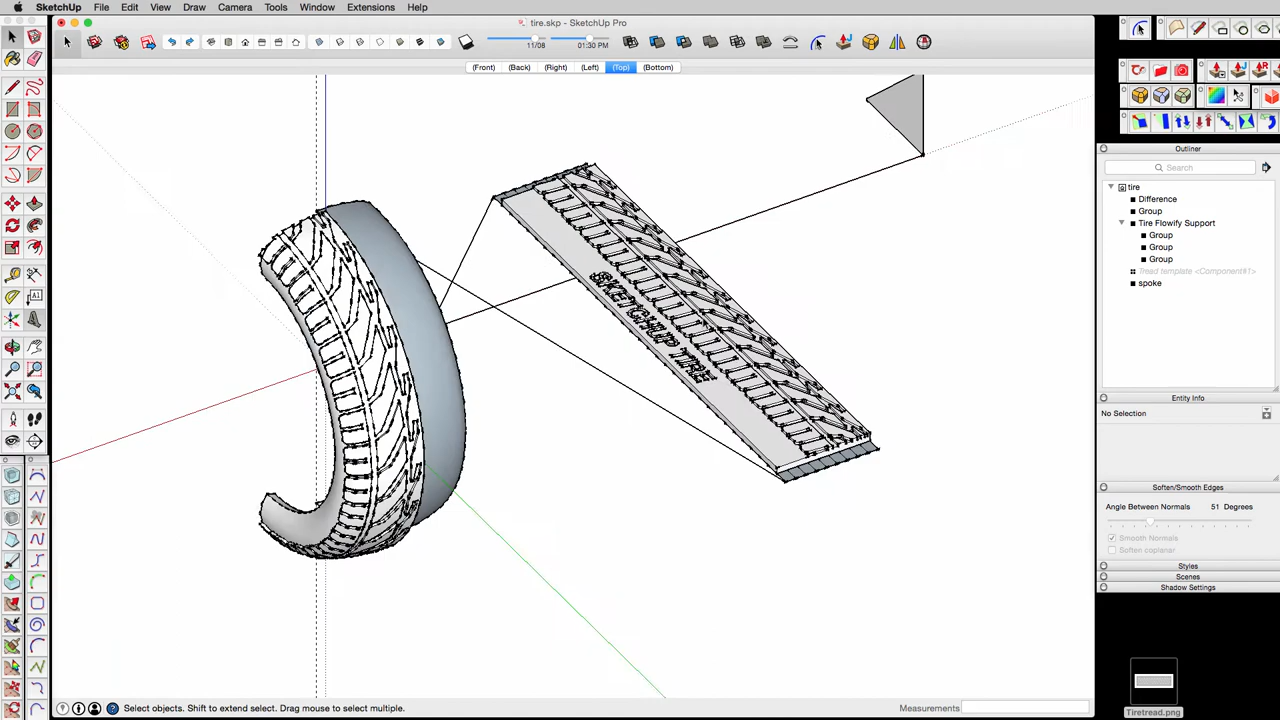 SketchUp File Edit View Draw Camera Tools Window Extensions Help
tire.skp - SketchUp Pro
11/08 01:30 PM
(Front) (Back) (Right) (Left) (Top) (Bottom)
Outliner
Search
tire
Difference
Group
Tire Flowify Support
Group
Group
Group
Tread template <Component#1>
spoke
Entity Info
No Selection
Soften/Smooth Edges
Angle Between Normals 51 Degrees
Smooth Normals
Soften coplanar
Styles
Scenes
Shadow Settings
SKETCHUP TIRE
A1
Tiretread.png
Select objects. Shift to extend select. Drag mouse to select multiple.
Measurements